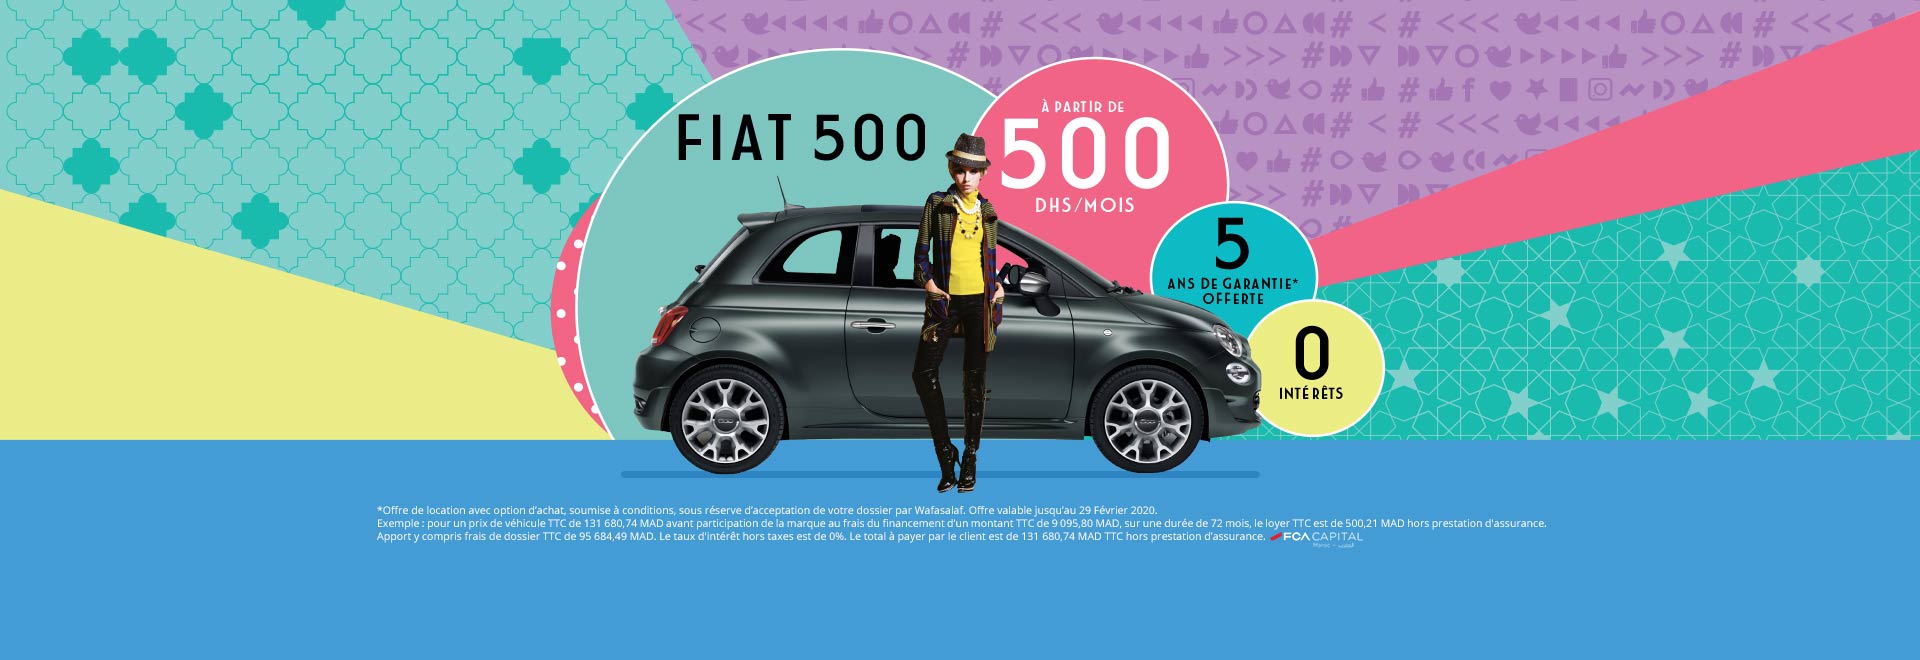 FIAT 500
À PARTIR DE
500
DHS/MOIS
5
ANS DE GARANTIE*
OFFERTE
0
INTÉRÊTS
*Offre de location avec option d'achat, soumise à conditions, sous réserve d'acceptation de votre dossier par Wafasalaf. Offre valable jusqu'au 29 Février 2020.
Exemple : pour un prix de véhicule TTC de 131 680,74 MAD avant participation de la marque au frais du financement d'un montant TTC de 9 095,80 MAD, sur une durée de 72 mois, le loyer TTC est de 500,21 MAD hors prestation d'assurance.
Apport y compris frais de dossier TTC de 95 684,49 MAD. Le taux d'intérêt hors taxes est de 0%. Le total à payer par le client est de 131 680,74 MAD TTC hors prestation d'assurance. FCA CAPITAL
Maroc - المغرب